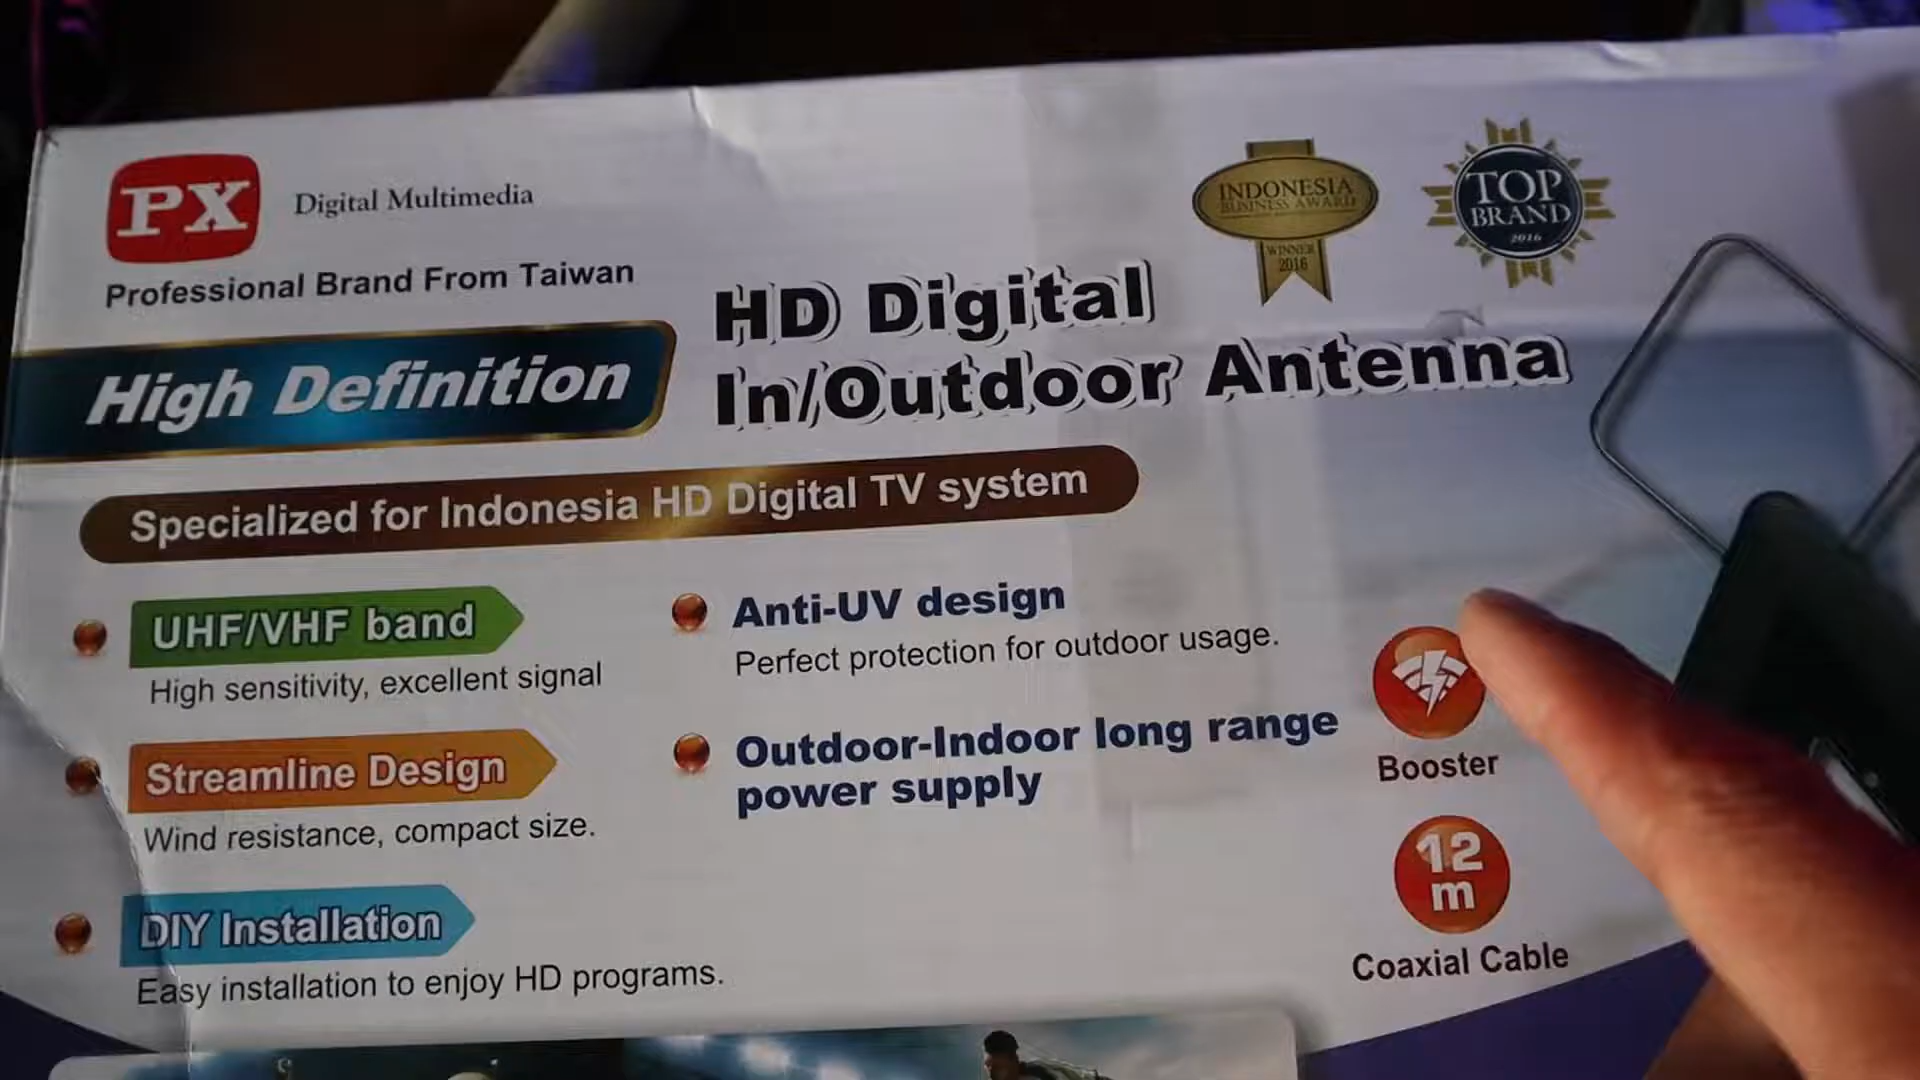 PX
Digital Multimedia
Professional Brand From Taiwan
INDONESIA
BUSINESS AWARD
WINNER
2016
TOP
BRAND
2016
High Definition
HD Digital
In/Outdoor Antenna
Specialized for Indonesia HD Digital TV system
UHF/VHF band
High sensitivity, excellent signal
Streamline Design
Wind resistance, compact size.
DIY Installation
Easy installation to enjoy HD programs.
Anti-UV design
Perfect protection for outdoor usage.
Outdoor-Indoor long range
power supply
Booster
12
m
Coaxial Cable